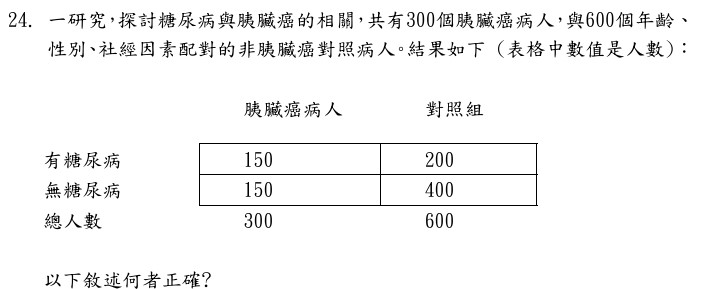 24. 一研究,探討糖尿病與胰臟癌的相關,共有300個胰臟癌病人,與600個年齡、
性別、社經因素配對的非胰臟癌對照病人。結果如下 (表格中數值是人數):
胰臟癌病人 對照組
有糖尿病 150 200
無糖尿病 150 400
總人數 300 600
以下敘述何者正確?